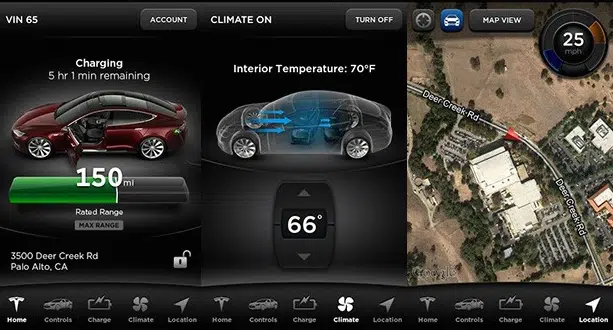 VIN 65
ACCOUNT
Charging
5 hr 1 min remaining
150 mi
Rated Range
MAX RANGE
3500 Deer Creek Rd
Palo Alto, CA
Home
Controls
Charge
Climate
Location
CLIMATE ON
TURN OFF
Interior Temperature: 70°F
66°
Home
Controls
Charge
Climate
Location
MAP VIEW
25
mph
Deer Creek Rd
Deer Creek Rd
Home
Controls
Charge
Climate
Location